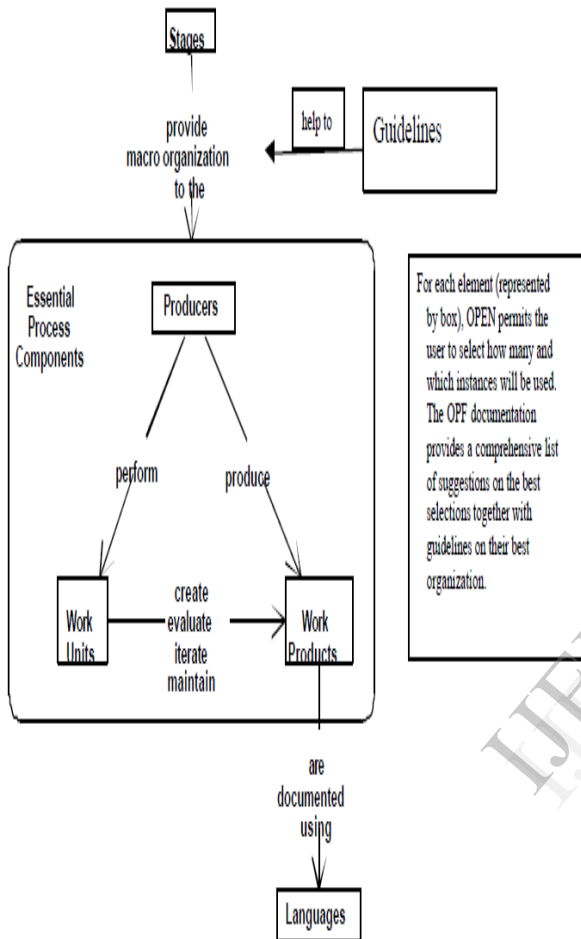 Stages
provide
macro organization
to the
help to
Guidelines
Essential
Process
Components
Producers
perform
produce
Work
Units
create
evaluate
iterate
maintain
Work
Products
are
documented
using
Languages
For each element (represented
by box), OPEN permits the
user to select how many and
which instances will be used.
The OPF documentation
provides a comprehensive list
of suggestions on the best
selections together with
guidelines on their best
organization.